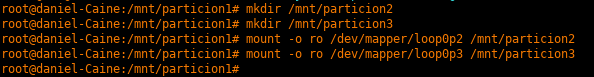 root@daniel-Caine:/mnt/particion1# mkdir /mnt/particion2
root@daniel-Caine:/mnt/particion1# mkdir /mnt/particion3
root@daniel-Caine:/mnt/particion1# mount -o ro /dev/mapper/loop0p2 /mnt/particion2
root@daniel-Caine:/mnt/particion1# mount -o ro /dev/mapper/loop0p3 /mnt/particion3
root@daniel-Caine:/mnt/particion1#